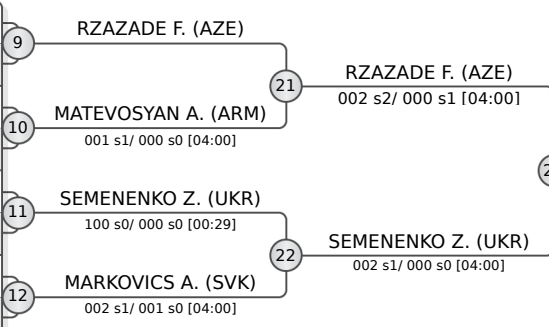 RZAZADE F. (AZE)
9
RZAZADE F. (AZE)
21
002 s2/ 000 s1 [04:00]
MATEVOSYAN A. (ARM)
10
001 s1/ 000 s0 [04:00]
SEMENENKO Z. (UKR)
11
100 s0/ 000 s0 [00:29]
SEMENENKO Z. (UKR)
22
002 s1/ 000 s0 [04:00]
MARKOVICS A. (SVK)
12
002 s1/ 001 s0 [04:00]